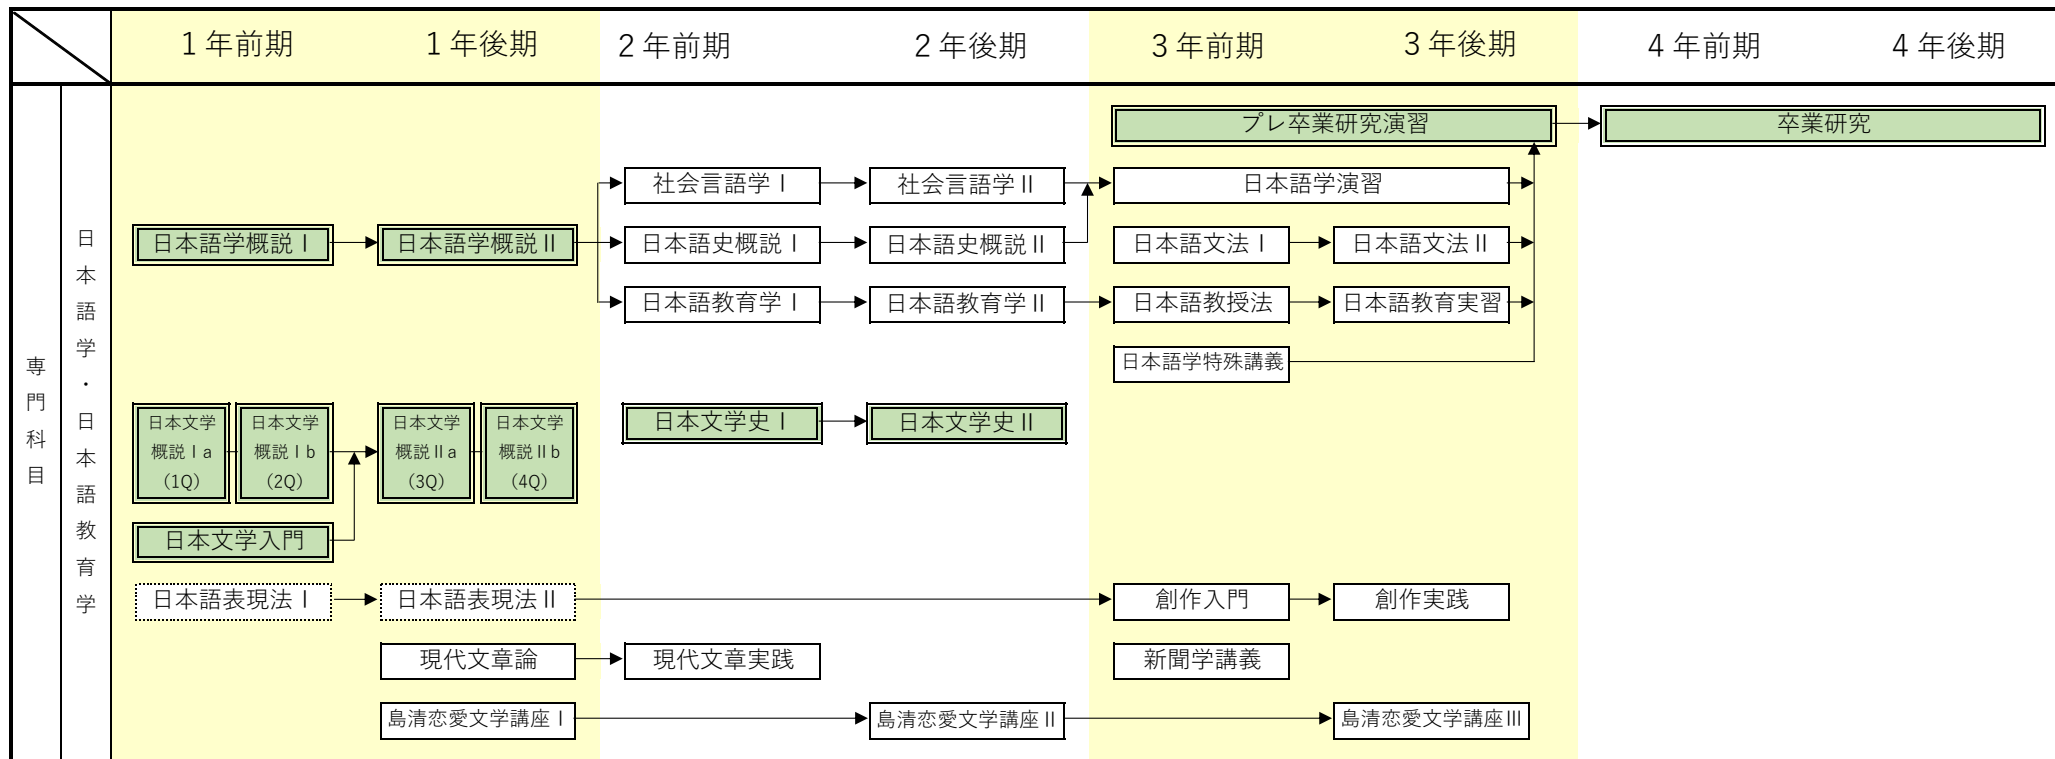 1年前期
1年後期
2年前期
2年後期
3年前期
3年後期
4年前期
4年後期
専門科目
日本語学・日本語教育学
プレ卒業研究演習
卒業研究
社会言語学Ⅰ
社会言語学Ⅱ
日本語学演習
日本語学概説Ⅰ
日本語学概説Ⅱ
日本語史概説Ⅰ
日本語史概説Ⅱ
日本語文法Ⅰ
日本語文法Ⅱ
日本語教育学Ⅰ
日本語教育学Ⅱ
日本語教授法
日本語教育実習
日本語学特殊講義
日本文学
概説Ⅰa
（1Q）
日本文学
概説Ⅰb
（2Q）
日本文学
概説Ⅱa
（3Q）
日本文学
概説Ⅱb
（4Q）
日本文学史Ⅰ
日本文学史Ⅱ
日本文学入門
日本語表現法Ⅰ
日本語表現法Ⅱ
創作入門
創作実践
現代文章論
現代文章実践
新聞学講義
島清恋愛文学講座Ⅰ
島清恋愛文学講座Ⅱ
島清恋愛文学講座Ⅲ